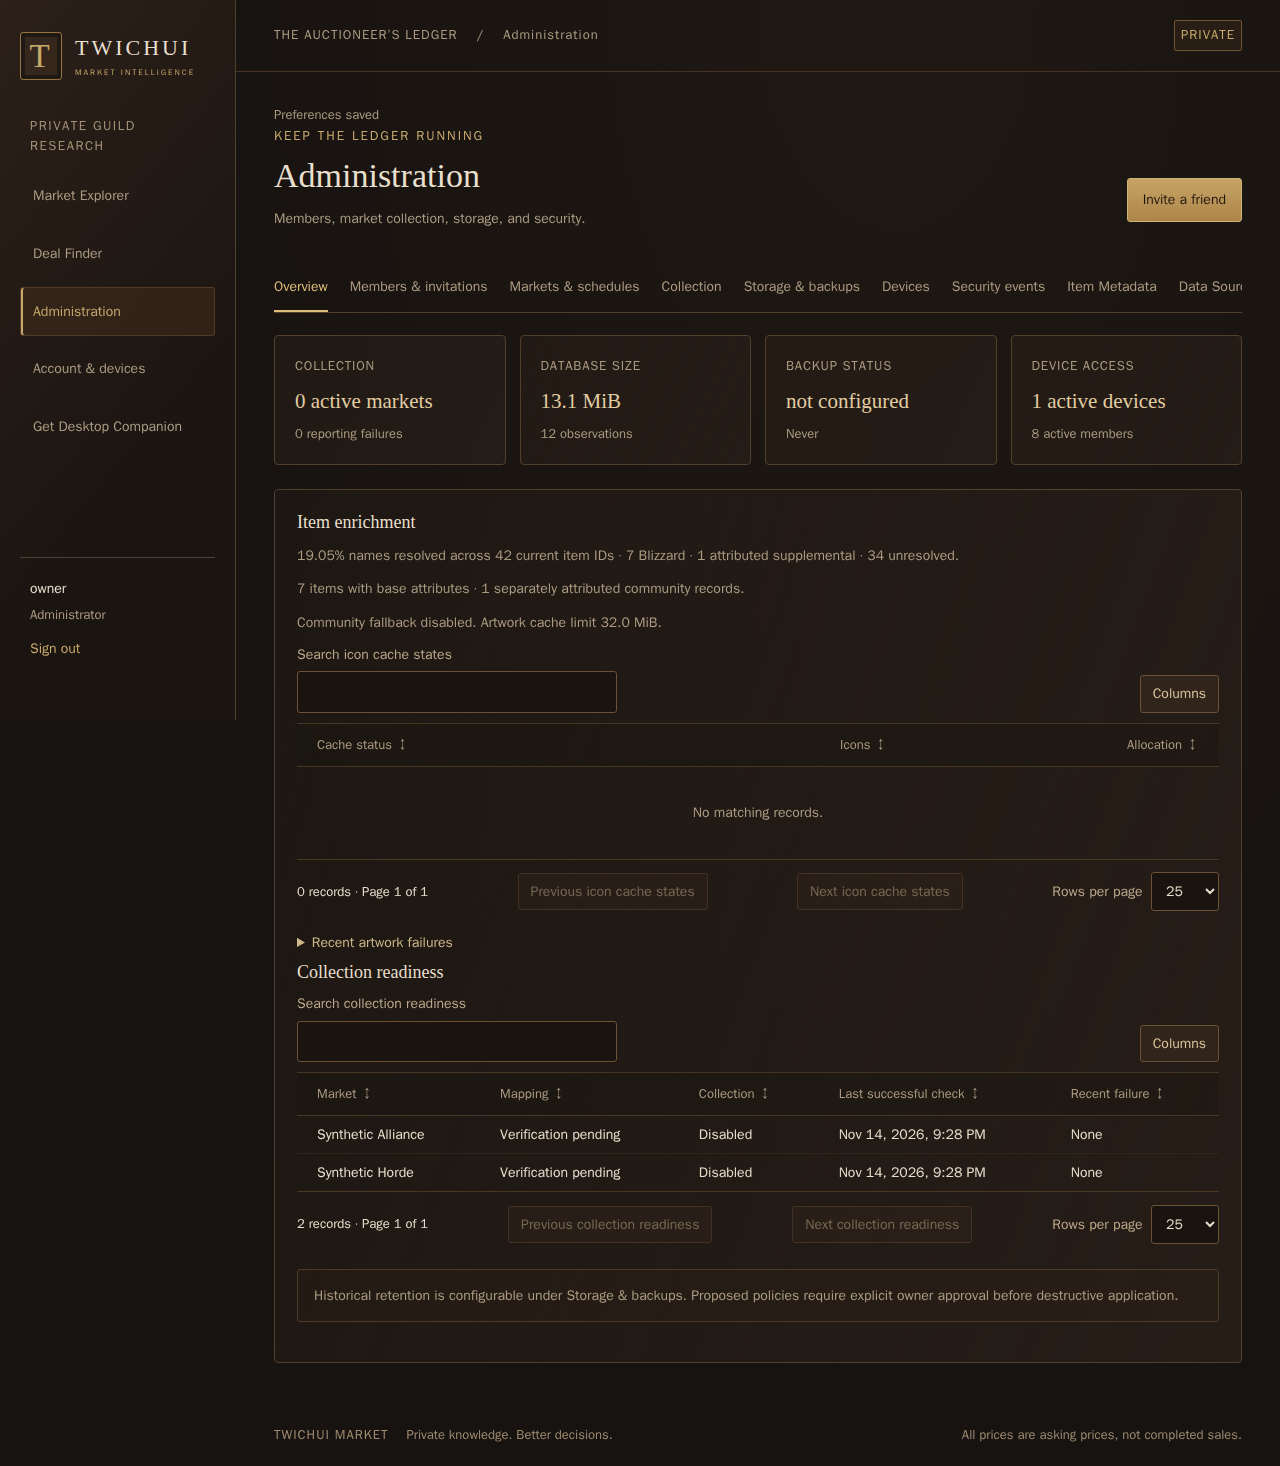 T
TWICHUI
MARKET INTELLIGENCE
PRIVATE GUILD
RESEARCH
Market Explorer
Deal Finder
Administration
Account & devices
Get Desktop Companion
owner
Administrator
Sign out
THE AUCTIONEER'S LEDGER / Administration
PRIVATE
Preferences saved
KEEP THE LEDGER RUNNING
Administration
Members, market collection, storage, and security.
Invite a friend
Overview Members & invitations Markets & schedules Collection Storage & backups Devices Security events Item Metadata Data Sour
COLLECTION
0 active markets
0 reporting failures
DATABASE SIZE
13.1 MiB
12 observations
BACKUP STATUS
not configured
Never
DEVICE ACCESS
1 active devices
8 active members
Item enrichment
19.05% names resolved across 42 current item IDs · 7 Blizzard · 1 attributed supplemental · 34 unresolved.
7 items with base attributes · 1 separately attributed community records.
Community fallback disabled. Artwork cache limit 32.0 MiB.
Search icon cache states
Columns
Cache status ↕ Icons ↕ Allocation ↕
No matching records.
0 records · Page 1 of 1 Previous icon cache states Next icon cache states Rows per page 25
▶ Recent artwork failures
Collection readiness
Search collection readiness
Columns
Market ↕ Mapping ↕ Collection ↕ Last successful check ↕ Recent failure ↕
Synthetic Alliance Verification pending Disabled Nov 14, 2026, 9:28 PM None
Synthetic Horde Verification pending Disabled Nov 14, 2026, 9:28 PM None
2 records · Page 1 of 1 Previous collection readiness Next collection readiness Rows per page 25
Historical retention is configurable under Storage & backups. Proposed policies require explicit owner approval before destructive application.
TWICHUI MARKET Private knowledge. Better decisions.
All prices are asking prices, not completed sales.